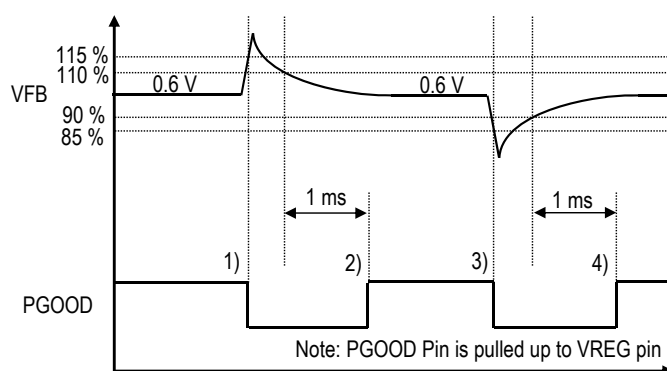 115 %
110 %
0.6 V
0.6 V
VFB
90 %
85 %
1 ms
1 ms
1)
2)
3)
4)
PGOOD
Note: PGOOD Pin is pulled up to VREG pin